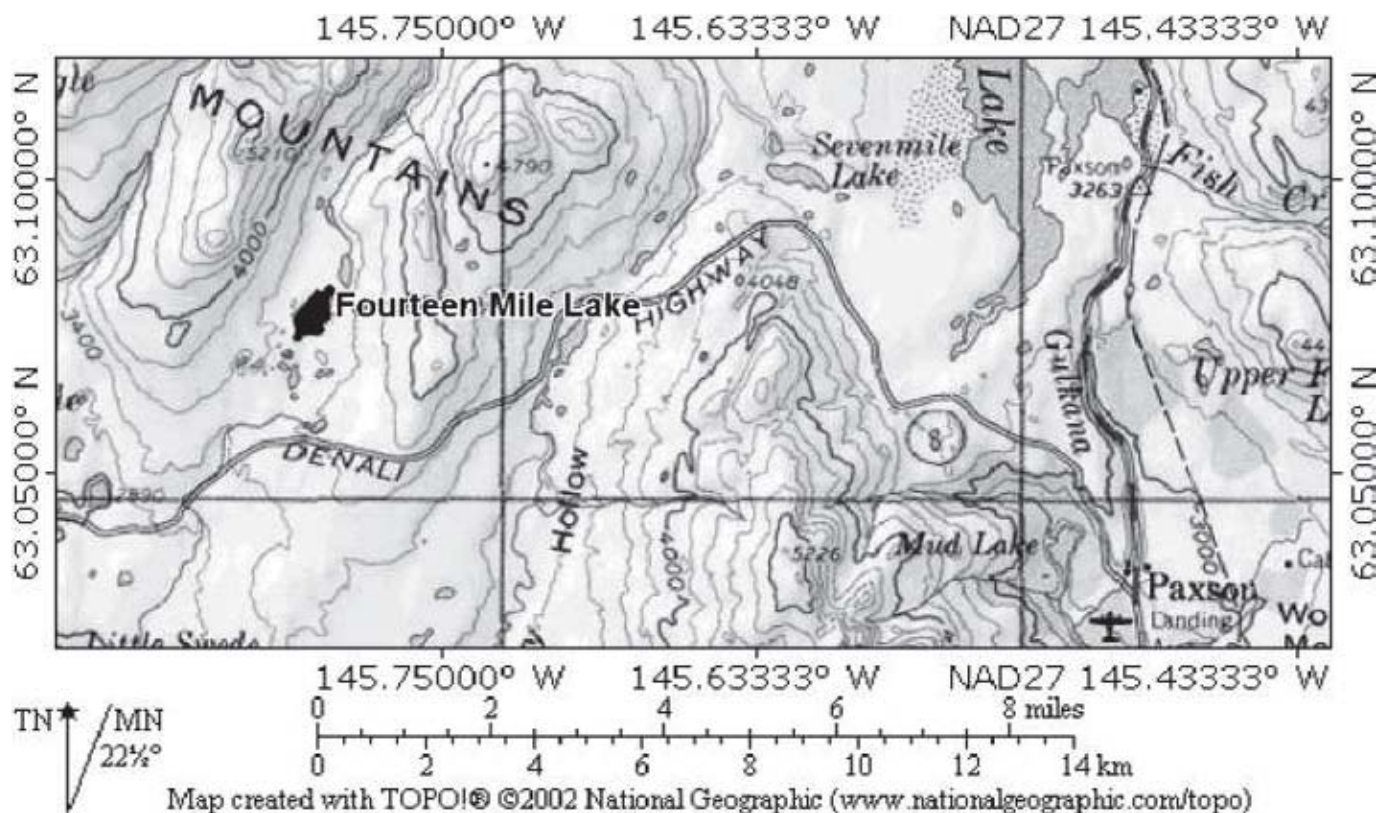 145.75000° W 145.63333° W NAD27 145.43333° W
63.10000° N
63.05000° N
63.10000° N
63.05000° N
MOUNTAINS
5210
4790
4000
3400
Fourteen Mile Lake
Sevenmile
Lake
Lake
Paxson
3263
Fish
Cr
HIGHWAY
4048
Gulkana
Upper F
L
DENALI
8
Hollow
4000
5226
Mud Lake
3000
Paxson
Landing
Wo
Little Swede
145.75000° W 145.63333° W NAD27 145.43333° W
TN MN
22½°
0 2 4 6 8 miles
0 2 4 6 8 10 12 14 km
Map created with TOPO!® ©2002 National Geographic (www.nationalgeographic.com/topo)